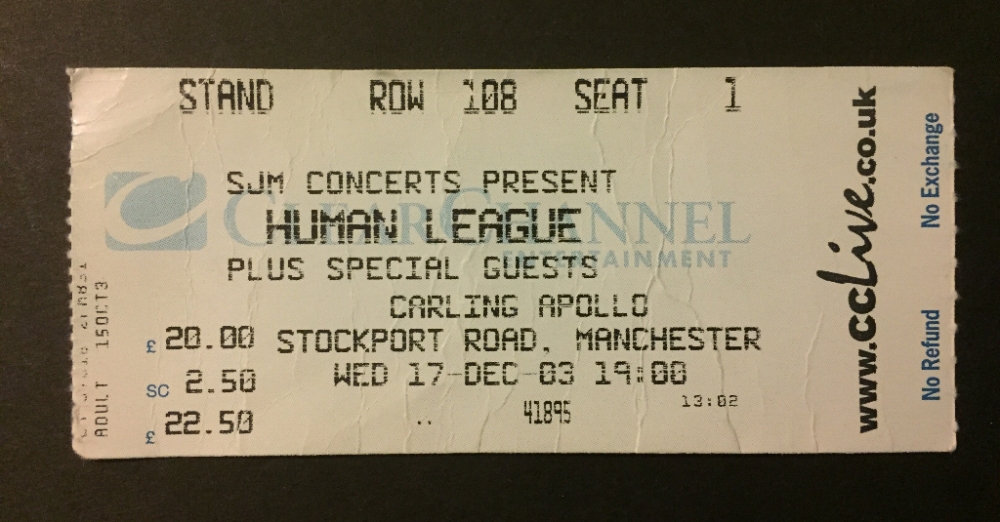 STAND ROW 108 SEAT 1
SJM CONCERTS PRESENT
HUMAN LEAGUE
CLEARCHANNEL
ENTERTAINMENT
PLUS SPECIAL GUESTS
CARLING APOLLO
£ 20.00 STOCKPORT ROAD, MANCHESTER
SC 2.50 WED 17-DEC-03 19:00
£ 22.50 .. 41895 13:02
ADULT 15OCT3
www.ccLive.co.uk
No Refund No Exchange